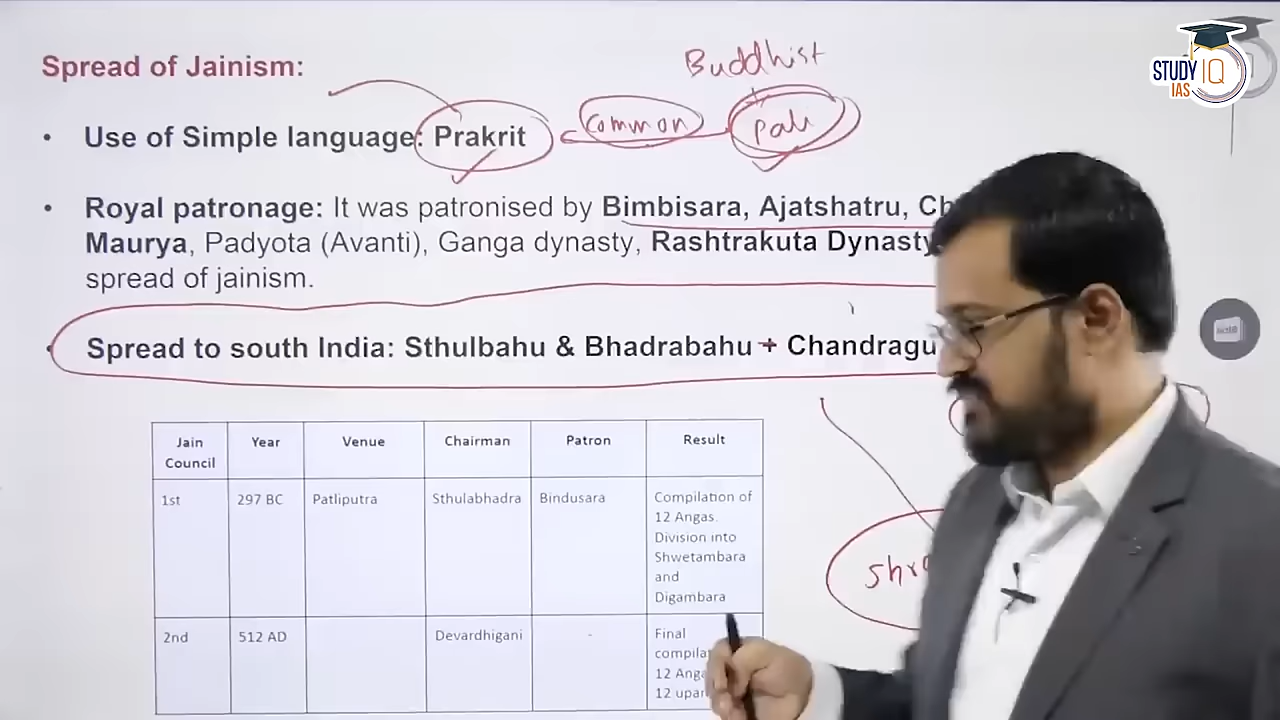 Buddhist
STUDY IQ
IAS
Spread of Jainism:
• Use of Simple language: Prakrit common pali
• Royal patronage: It was patronised by Bimbisara, Ajatshatru,
Maurya, Padyota (Avanti), Ganga dynasty, Rashtrakuta Dynasty
spread of jainism.
• Spread to south India: Sthulbahu & Bhadrabahu + Chandragu
Jain Council Year Venue Chairman Patron Result
1st 297 BC Patliputra Sthulabhadra Bindusara Compilation of
12 Angas.
Division into
Shwetambara
and
Digambara
2nd 512 AD Devardhigani - Final
compila
12 Anga
12 upan